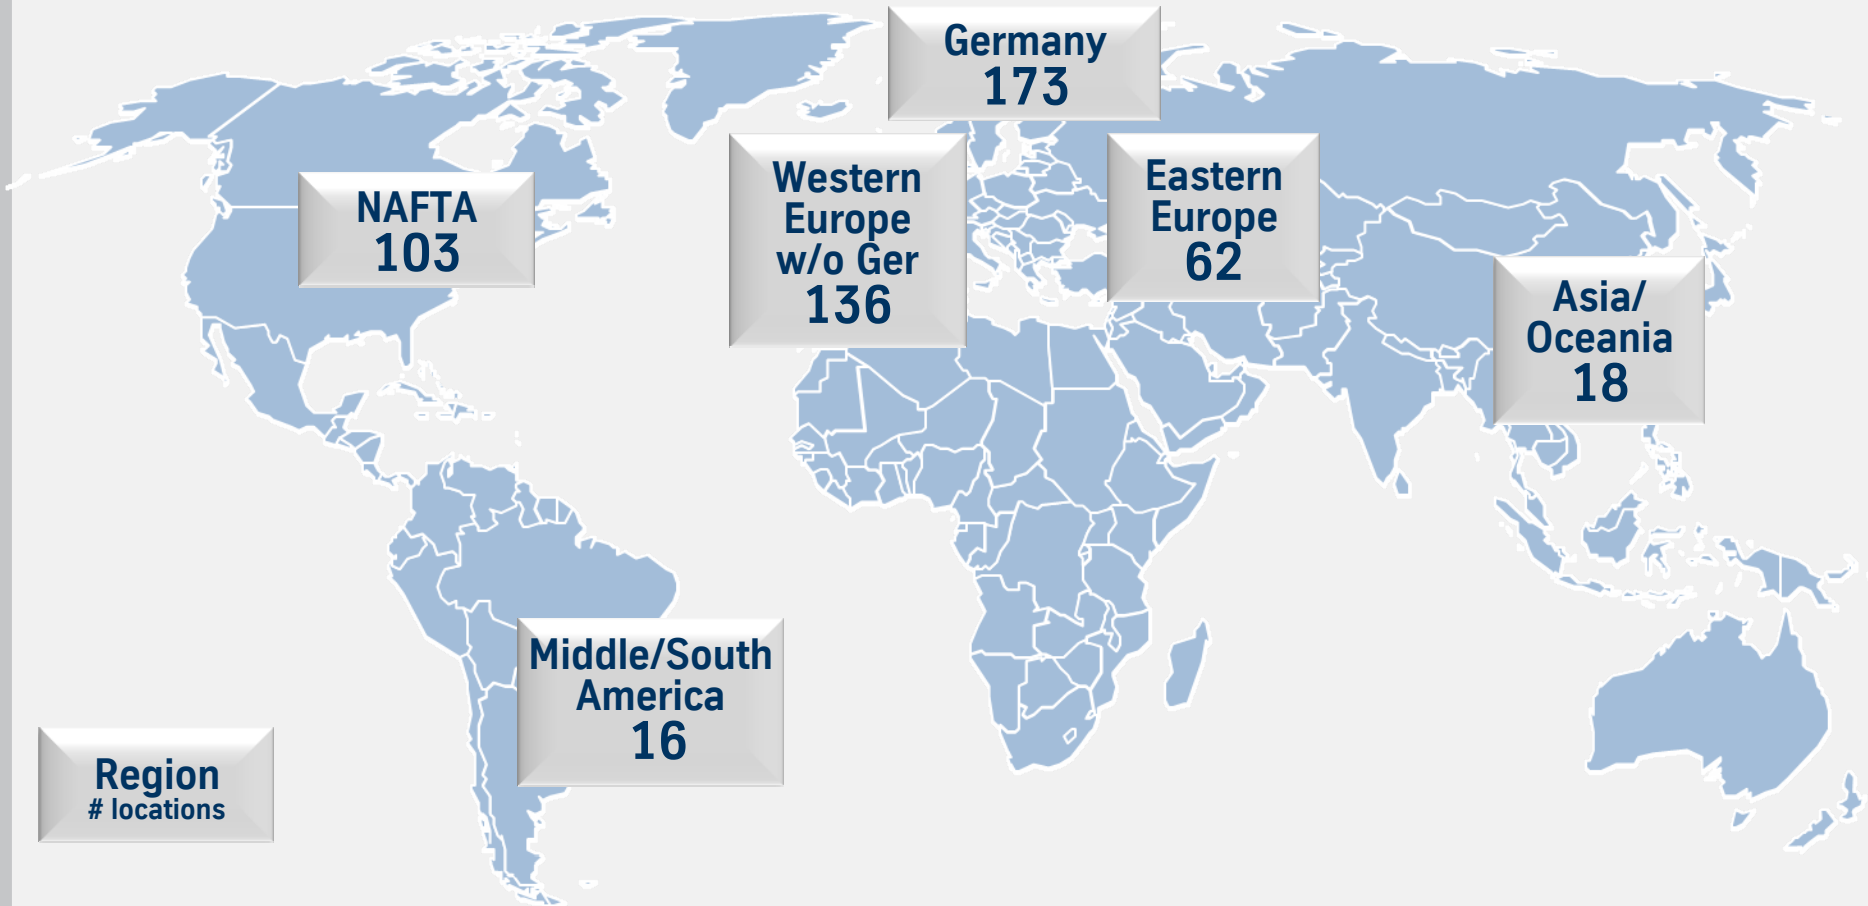 Germany
173
Western
Europe
w/o Ger
136
Eastern
Europe
62
NAFTA
103
Asia/
Oceania
18
Middle/South
America
16
Region
# locations